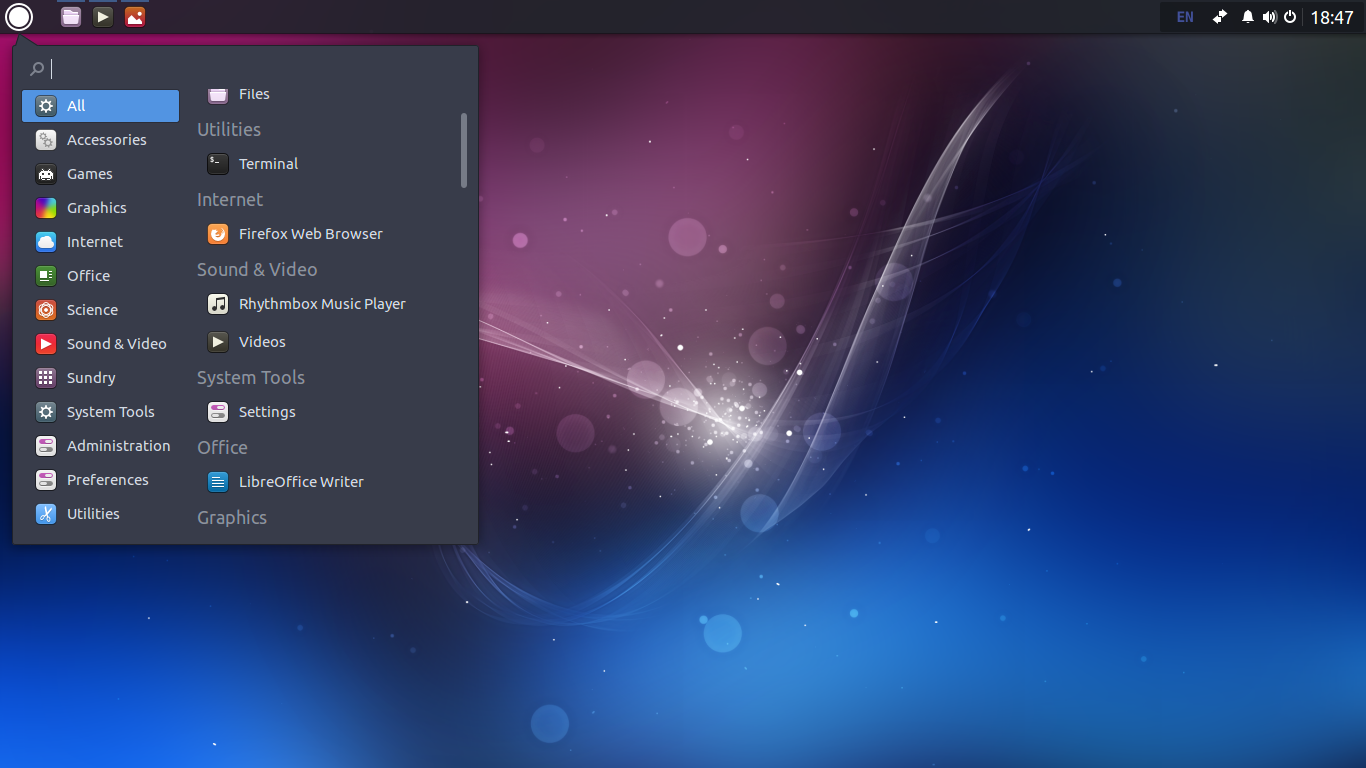 EN 18:47
All
Accessories
Games
Graphics
Internet
Office
Science
Sound & Video
Sundry
System Tools
Administration
Preferences
Utilities
Files
Utilities
Terminal
Internet
Firefox Web Browser
Sound & Video
Rhythmbox Music Player
Videos
System Tools
Settings
Office
LibreOffice Writer
Graphics